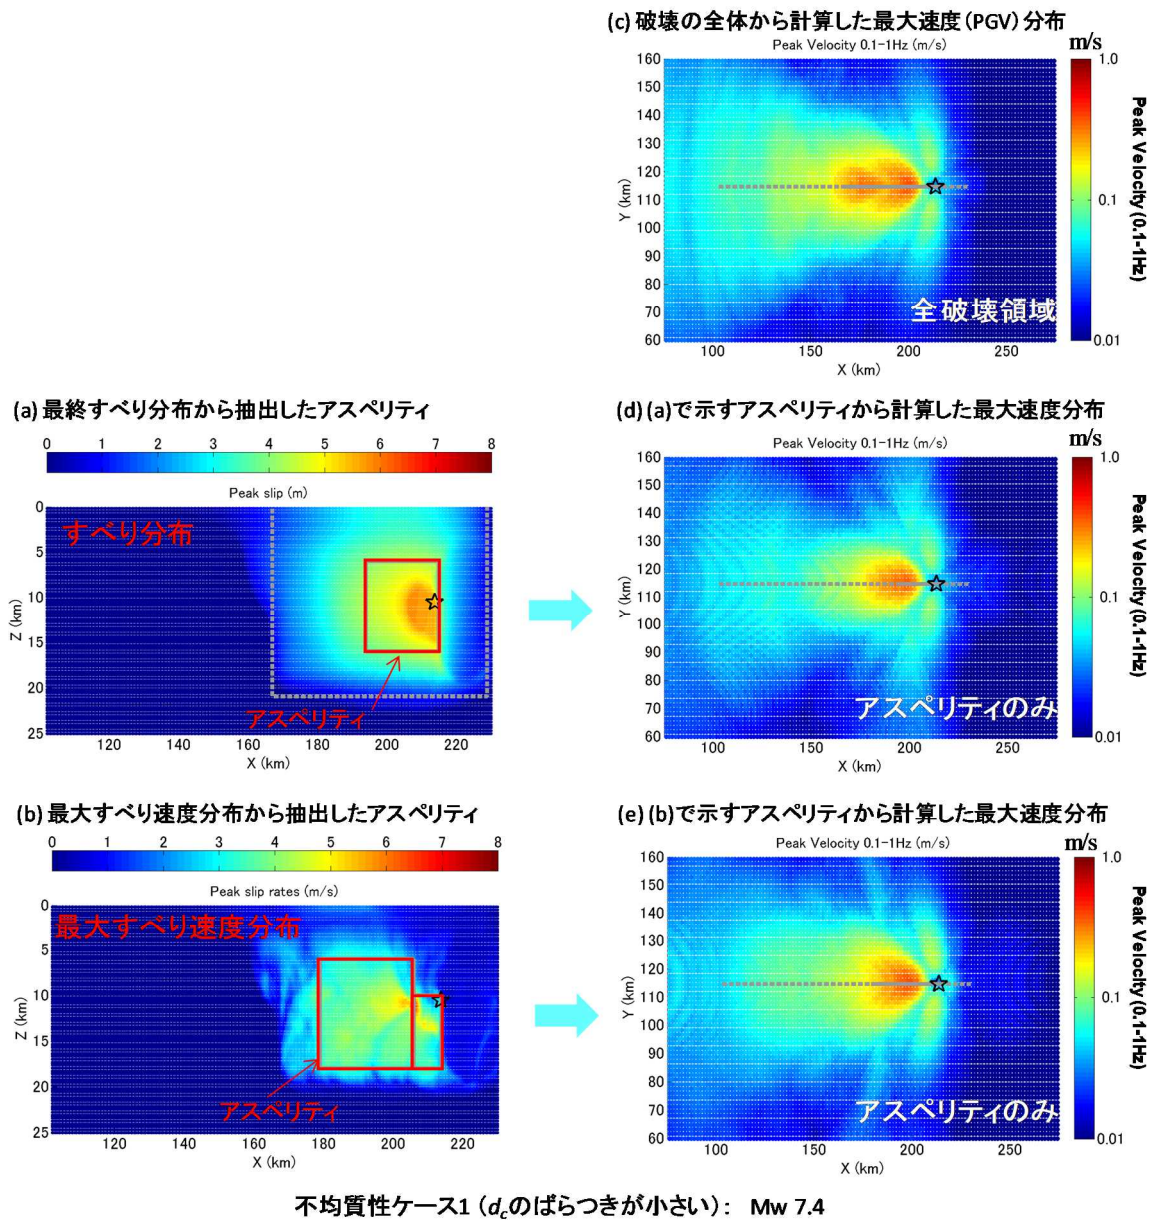 (c) 破壊の全体から計算した最大速度(PGV)分布
Peak Velocity 0.1-1Hz (m/s)
m/s
160
150
140
130
120
110
100
90
80
70
60
Y (km)
100
150
200
250
X (km)
全破壊領域
1.0
0.1
0.01
Peak Velocity (0.1-1Hz)
(a) 最終すべり分布から抽出したアスペリティ
0 1 2 3 4 5 6 7 8
Peak slip (m)
すべり分布
0
5
10
15
20
25
Z (km)
アスペリティ
120 140 160 180 200 220
X (km)
(d) (a)で示すアスペリティから計算した最大速度分布
Peak Velocity 0.1-1Hz (m/s)
m/s
160
150
140
130
120
110
100
90
80
70
60
Y (km)
100
150
200
250
X (km)
アスペリティのみ
1.0
0.1
0.01
Peak Velocity (0.1-1Hz)
(b) 最大すべり速度分布から抽出したアスペリティ
0 1 2 3 4 5 6 7 8
Peak slip rates (m/s)
最大すべり速度分布
0
5
10
15
20
25
Z (km)
アスペリティ
120 140 160 180 200 220
X (km)
(e) (b)で示すアスペリティから計算した最大速度分布
Peak Velocity 0.1-1Hz (m/s)
m/s
160
150
140
130
120
110
100
90
80
70
60
Y (km)
100
150
200
250
X (km)
アスペリティのみ
1.0
0.1
0.01
Peak Velocity (0.1-1Hz)
不均質性ケース1 (dcのばらつきが小さい): Mw 7.4